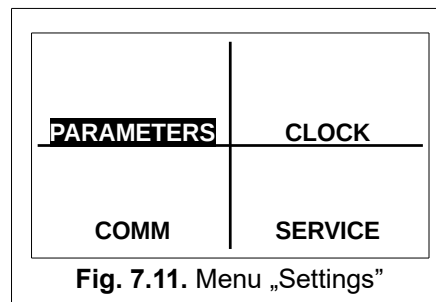 PARAMETERS CLOCK
COMM SERVICE
Fig. 7.11. Menu „Settings”